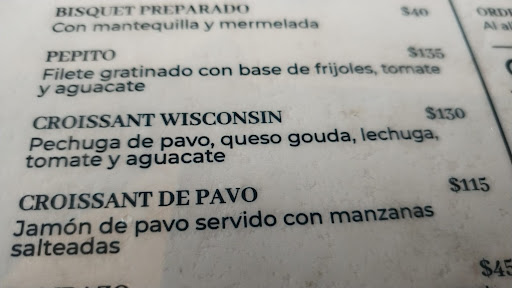 BISQUET PREPARADO $40
Con mantequilla y mermelada
PEPITO $135
Filete gratinado con base de frijoles, tomate
y aguacate
CROISSANT WISCONSIN $130
Pechuga de pavo, queso gouda, lechuga,
tomate y aguacate
CROISSANT DE PAVO $115
Jamón de pavo servido con manzanas
salteadas